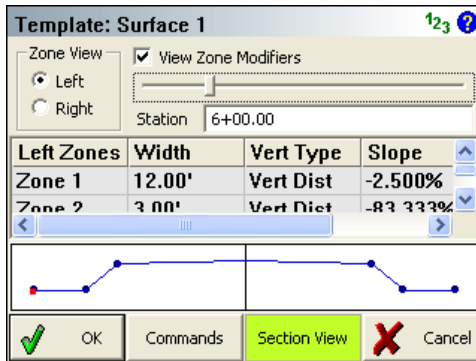 Template: Surface 1 123 ?
Zone View
Left
Right
View Zone Modifiers
Station 6+00.00
Left Zones Width Vert Type Slope
Zone 1 12.00' Vert Dist -2.500%
Zone 2 3.00' Vert Dist -83.333%
OK Commands Section View Cancel